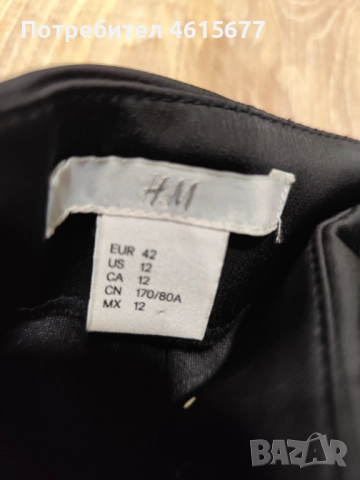 Потребител 4615677
H.M
EUR 42
US 12
CA 12
CN 170/80A
MX 12
BAZAR